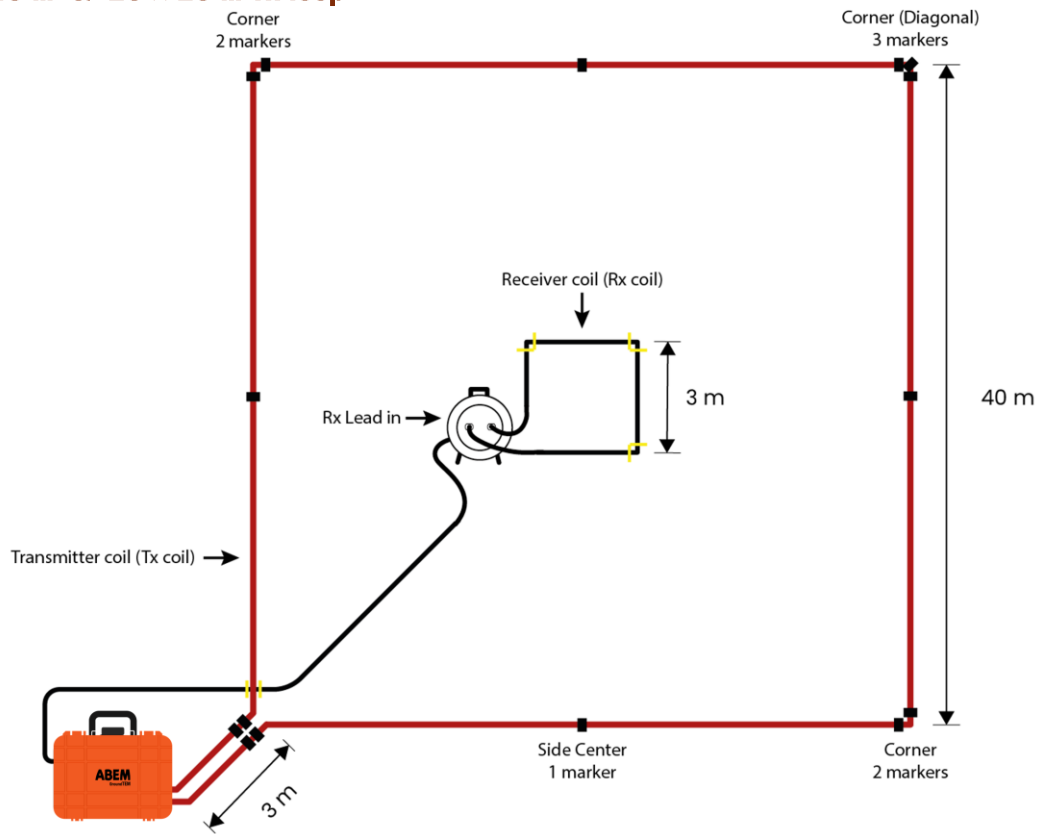 Corner
2 markers
Corner (Diagonal)
3 markers
Receiver coil (Rx coil)
Rx Lead in
3 m
40 m
Transmitter coil (Tx coil)
ABEM
Side Center
1 marker
Corner
2 markers
3 m